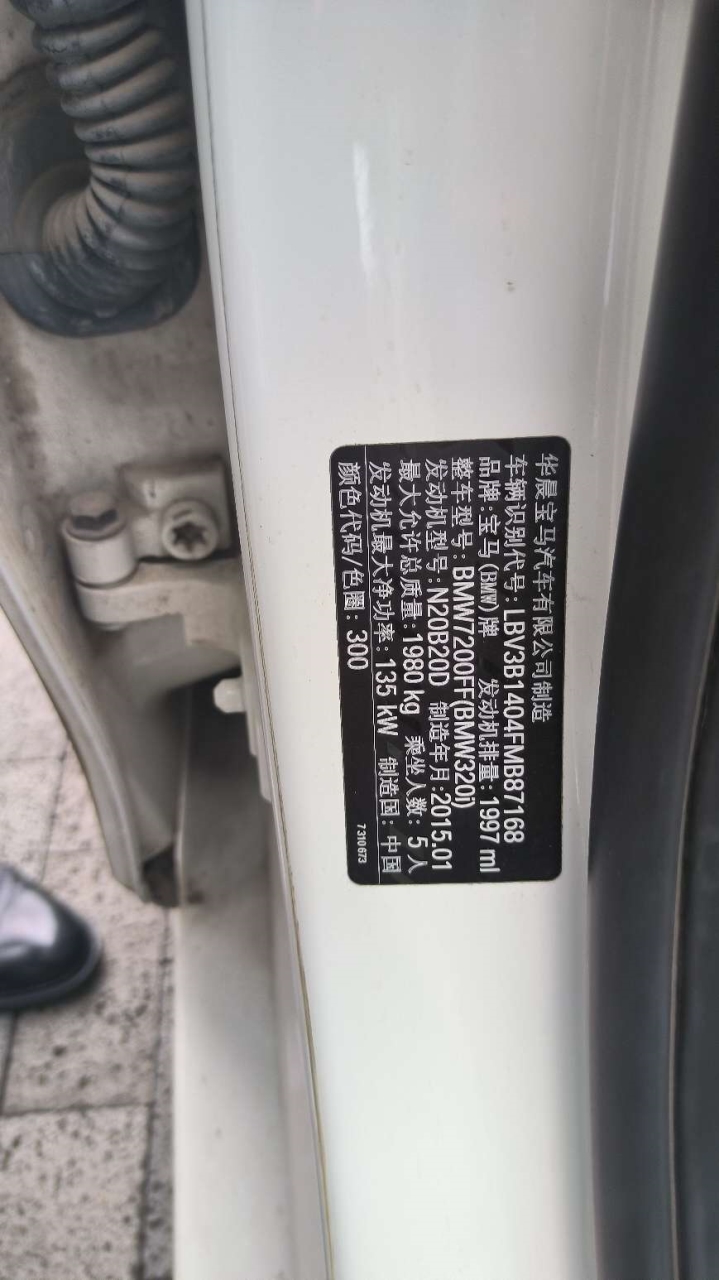 华晨宝马汽车有限公司制造
车辆识别代号: LBV3B1404FMB87168
品牌:宝马(BMW)牌 发动机排量: 1997 ml
整车型号: BMW7200FF(BMW320i)
发动机型号: N20B20D 制造年月:2015.01
最大允许总质量: 1980 kg 乘坐人数: 5 人
发动机最大净功率: 135 kW 制造国: 中国
颜色代码/色圈: 300
7310673